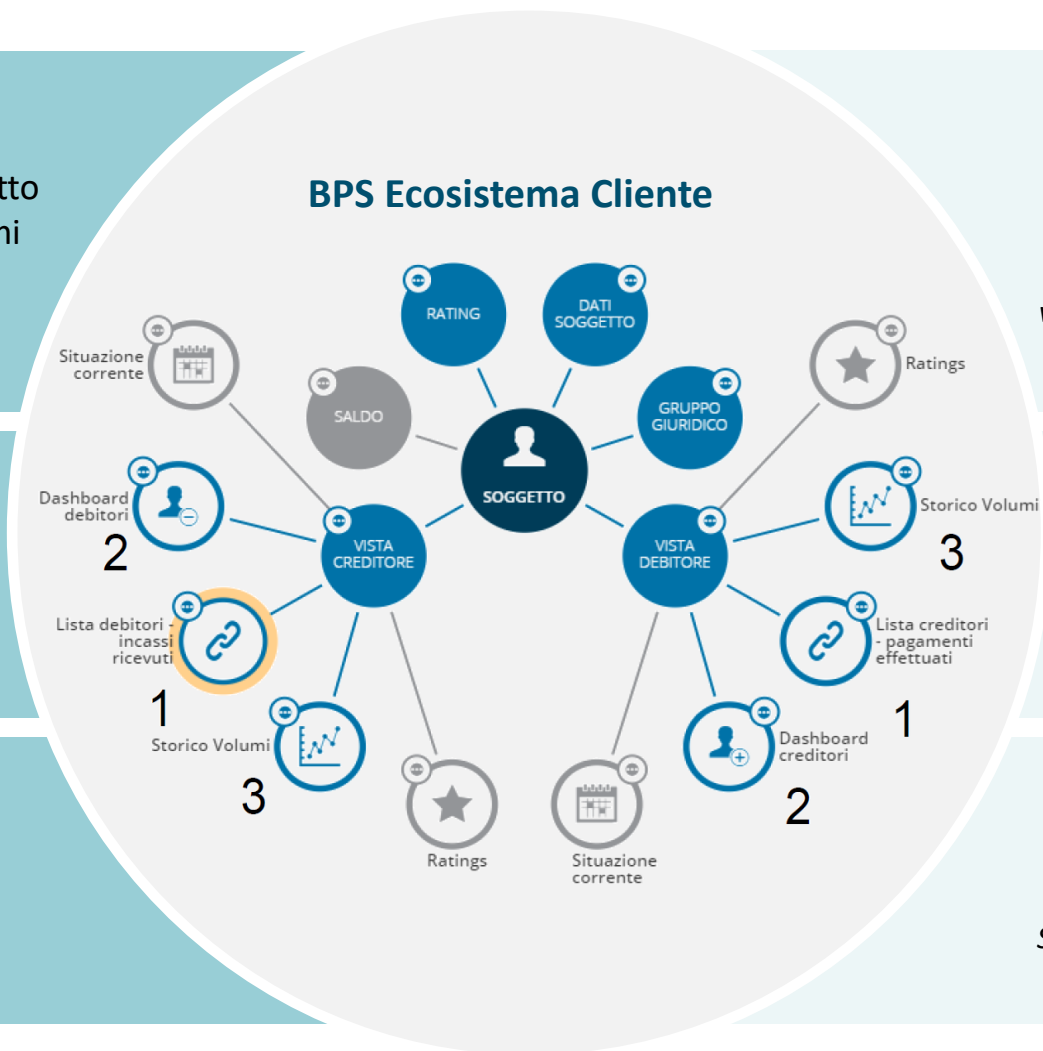 tto
ni
BPS Ecosistema Cliente
RATING
DATI
SOGGETTO
Situazione
corrente
Ratings
SALDO
GRUPPO
GIURIDICO
SOGGETTO
Dashboard
debitori
2
Storico Volumi
3
VISTA
CREDITORE
VISTA
DEBITORE
Lista debitori -
incassi
ricevuti
1
Lista creditori
- pagamenti
effettuati
1
Storico Volumi
3
Dashboard
creditori
2
Ratings
Situazione
corrente